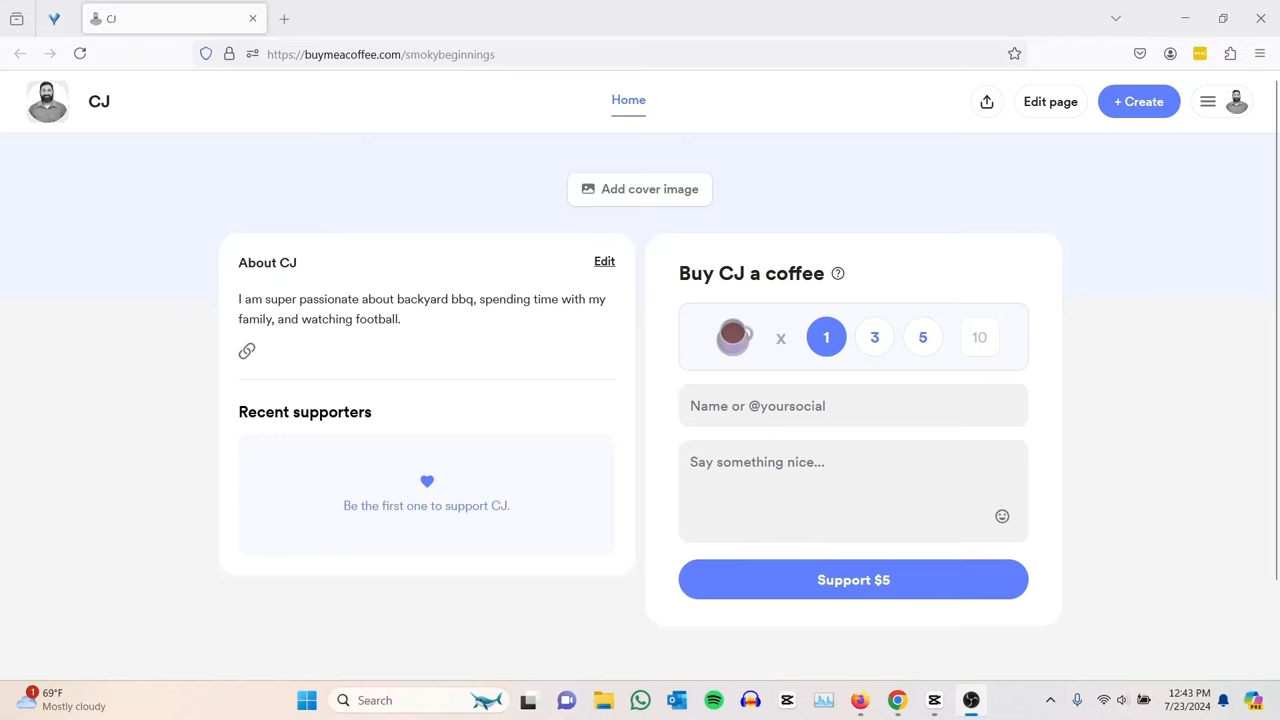 CJ
https://buymeacoffee.com/smokybeginnings
CJ
Home
Edit page
+ Create
Add cover image
About CJ
Edit
I am super passionate about backyard bbq, spending time with my
family, and watching football.
Recent supporters
Be the first one to support CJ.
Buy CJ a coffee
x
1
3
5
10
Name or @yoursocial
Say something nice...
Support $5
1
69°F
Mostly cloudy
Search
12:43 PM
7/23/2024
PRE